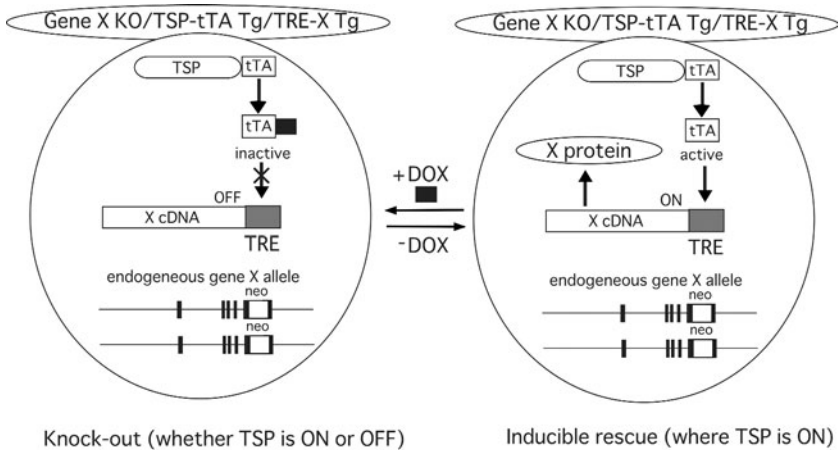 Gene X KO/TSP-tTA Tg/TRE-X Tg
TSP
tTA
tTA
inactive
OFF
X cDNA
TRE
endogeneous gene X allele
neo
neo
Knock-out (whether TSP is ON or OFF)
+DOX
-DOX
Gene X KO/TSP-tTA Tg/TRE-X Tg
TSP
tTA
tTA
X protein
active
ON
X cDNA
TRE
endogeneous gene X allele
neo
neo
Inducible rescue (where TSP is ON)